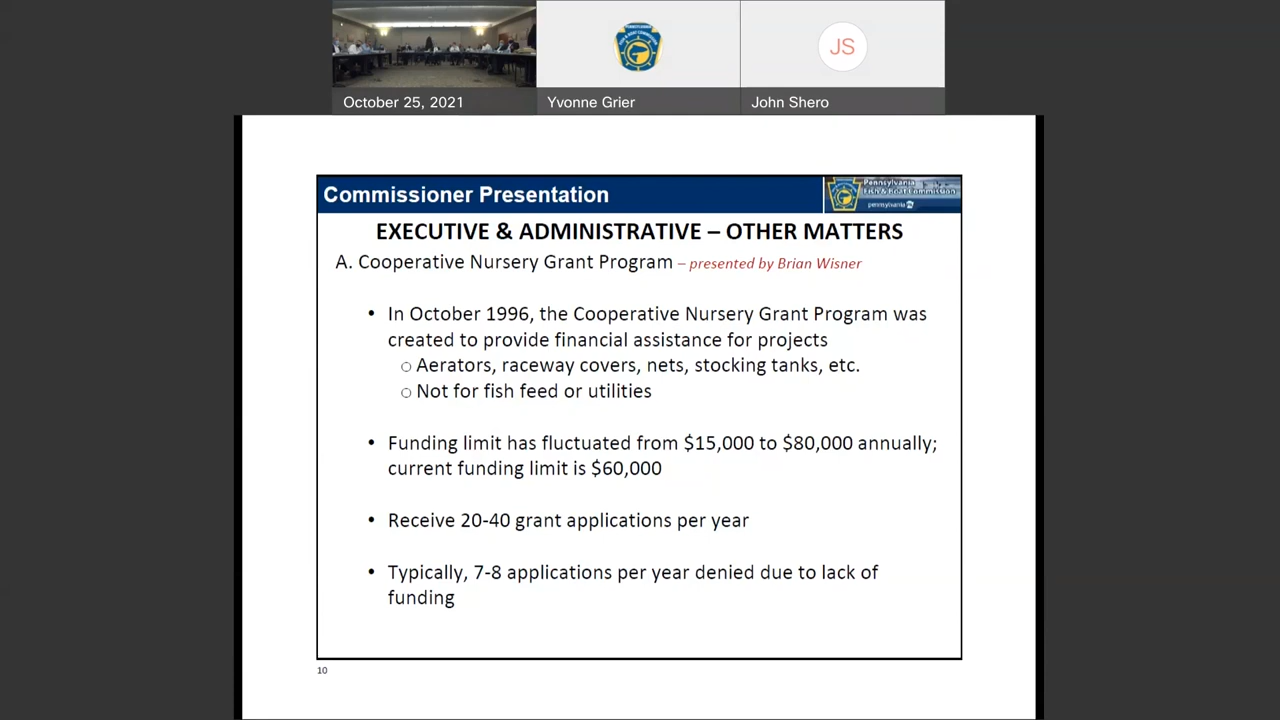 October 25, 2021
Yvonne Grier
JS
John Shero
Commissioner Presentation
Pennsylvania
Fish & Boat Commission
pennsylvania
EXECUTIVE & ADMINISTRATIVE – OTHER MATTERS
A. Cooperative Nursery Grant Program – presented by Brian Wisner
• In October 1996, the Cooperative Nursery Grant Program was
created to provide financial assistance for projects
○ Aerators, raceway covers, nets, stocking tanks, etc.
○ Not for fish feed or utilities
• Funding limit has fluctuated from $15,000 to $80,000 annually;
current funding limit is $60,000
• Receive 20-40 grant applications per year
• Typically, 7-8 applications per year denied due to lack of
funding
10